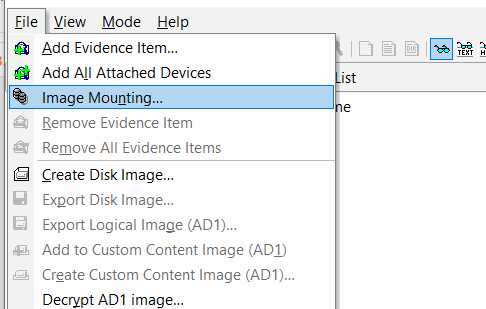 File View Mode Help
Add Evidence Item...
Add All Attached Devices
List
Image Mounting...
me
Remove Evidence Item
Remove All Evidence Items
Create Disk Image...
Export Disk Image...
Export Logical Image (AD1)...
Add to Custom Content Image (AD1)
Create Custom Content Image (AD1)...
Decrypt AD1 image...